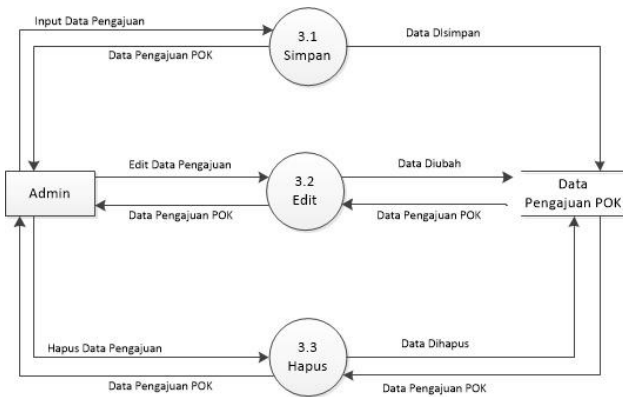 Input Data Pengajuan
Data Pengajuan POK
3.1
Simpan
Data DIsimpan
Edit Data Pengajuan
Data Pengajuan POK
3.2
Edit
Data Diubah
Data Pengajuan POK
Admin
Data
Pengajuan POK
Hapus Data Pengajuan
Data Pengajuan POK
3.3
Hapus
Data Dihapus
Data Pengajuan POK